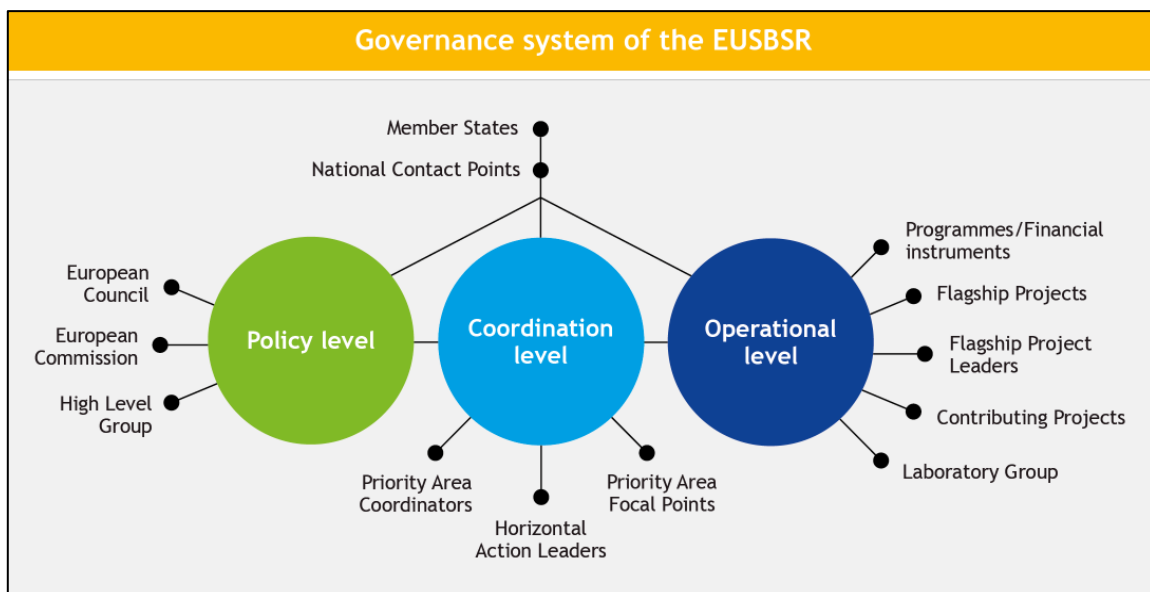 Governance system of the EUSBSR
Member States
National Contact Points
European
Council
European
Commission
High Level
Group
Policy level
Coordination
level
Operational
level
Programmes/Financial
instruments
Flagship Projects
Flagship Project
Leaders
Contributing Projects
Laboratory Group
Priority Area
Coordinators
Horizontal
Action Leaders
Priority Area
Focal Points